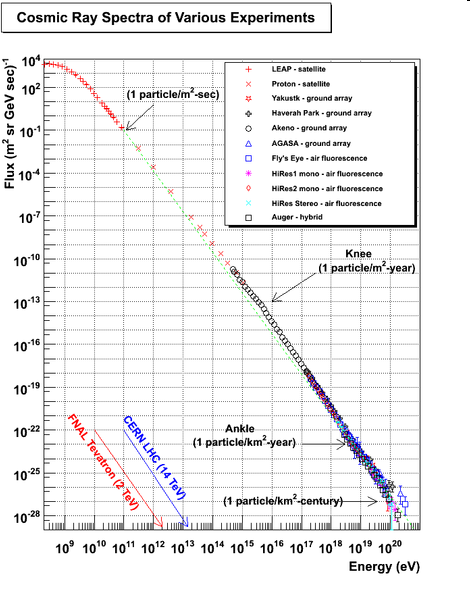 Cosmic Ray Spectra of Various Experiments
Flux (m² sr GeV sec)⁻¹
10⁴
10²
10⁻¹
10⁻⁴
10⁻⁷
10⁻¹⁰
10⁻¹³
10⁻¹⁶
10⁻¹⁹
10⁻²²
10⁻²⁵
10⁻²⁸
LEAP - satellite
Proton - satellite
Yakustk - ground array
Haverah Park - ground array
Akeno - ground array
AGASA - ground array
Fly's Eye - air fluorescence
HiRes1 mono - air fluorescence
HiRes2 mono - air fluorescence
HiRes Stereo - air fluorescence
Auger - hybrid
(1 particle/m²-sec)
Knee
(1 particle/m²-year)
Ankle
(1 particle/km²-year)
(1 particle/km²-century)
FNAL Tevatron (2 TeV)
CERN LHC (14 TeV)
10⁹ 10¹⁰ 10¹¹ 10¹² 10¹³ 10¹⁴ 10¹⁵ 10¹⁶ 10¹⁷ 10¹⁸ 10¹⁹ 10²⁰
Energy (eV)